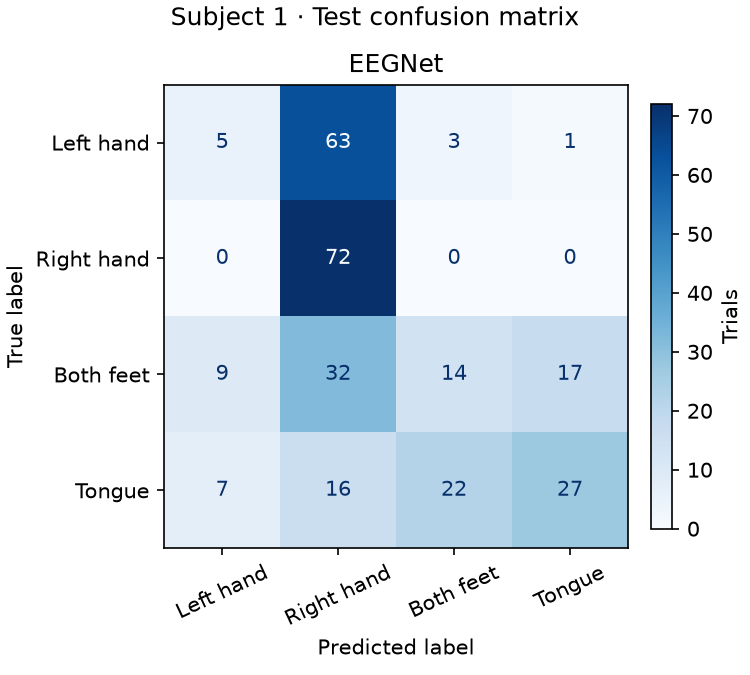 Subject 1 · Test confusion matrix
EEGNet
Left hand 5 63 3 1
Right hand 0 72 0 0
Both feet 9 32 14 17
Tongue 7 16 22 27
True label
Left hand Right hand Both feet Tongue
Predicted label
70
60
50
40
30
20
10
0
Trials